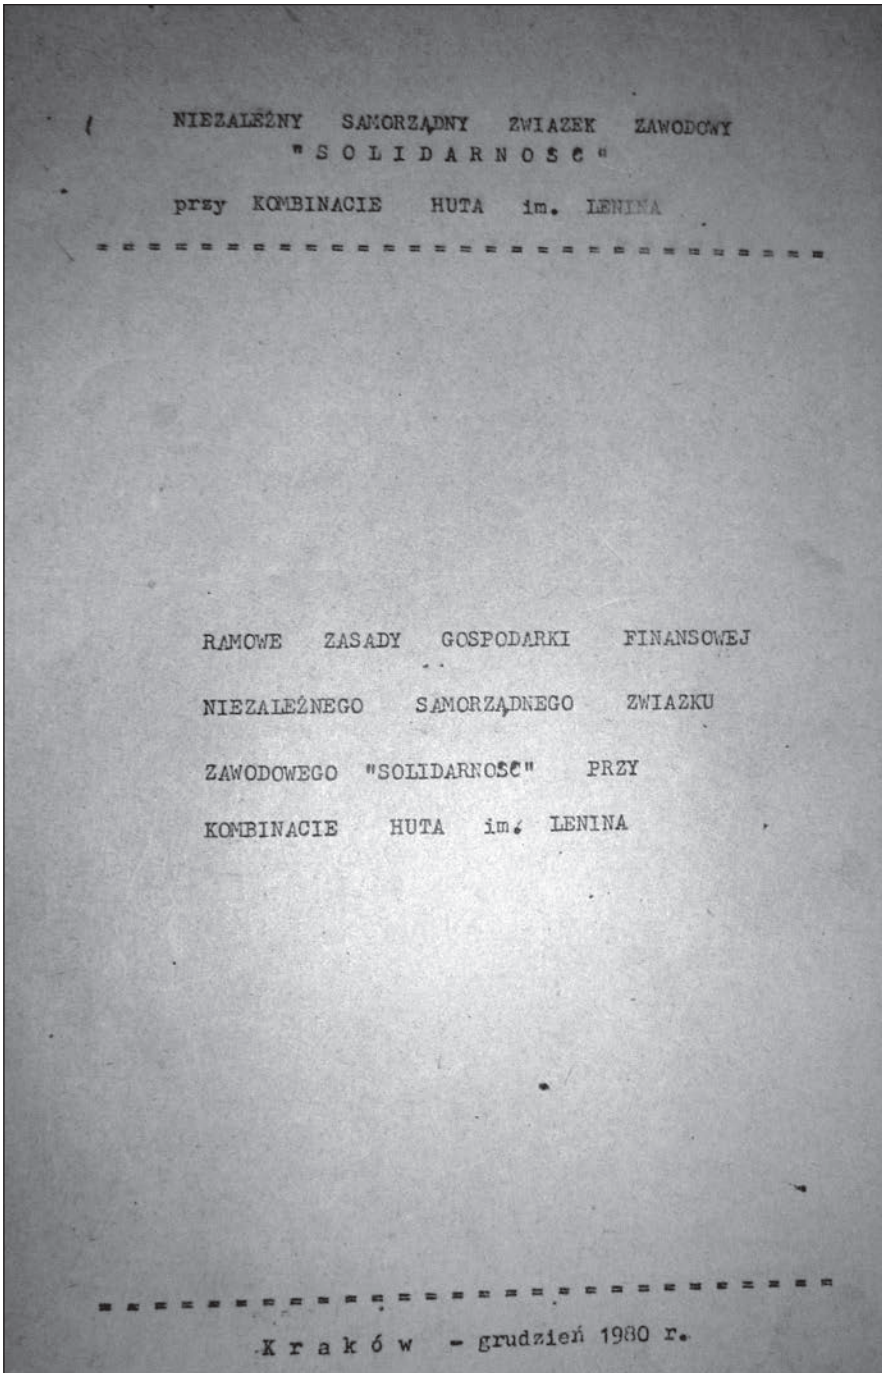 NIEZALEŻNY SAMORZĄDNY ZWIAZEK ZAWODOWY
"SOLIDARNOSC"
przy KOMBINACIE HUTA im. LENINA
= = = = = = = = = = = = = = = = = = = = = = = = = = = =
RAMOWE ZASADY GOSPODARKI FINANSOWEJ
NIEZALEŻNEGO SAMORZĄDNEGO ZWIAZKU
ZAWODOWEGO "SOLIDARNOSC" PRZY
KOMBINACIE HUTA im. LENINA
= = = = = = = = = = = = = = = = = = = = = = = = = = = =
Kraków - grudzień 1980 r.